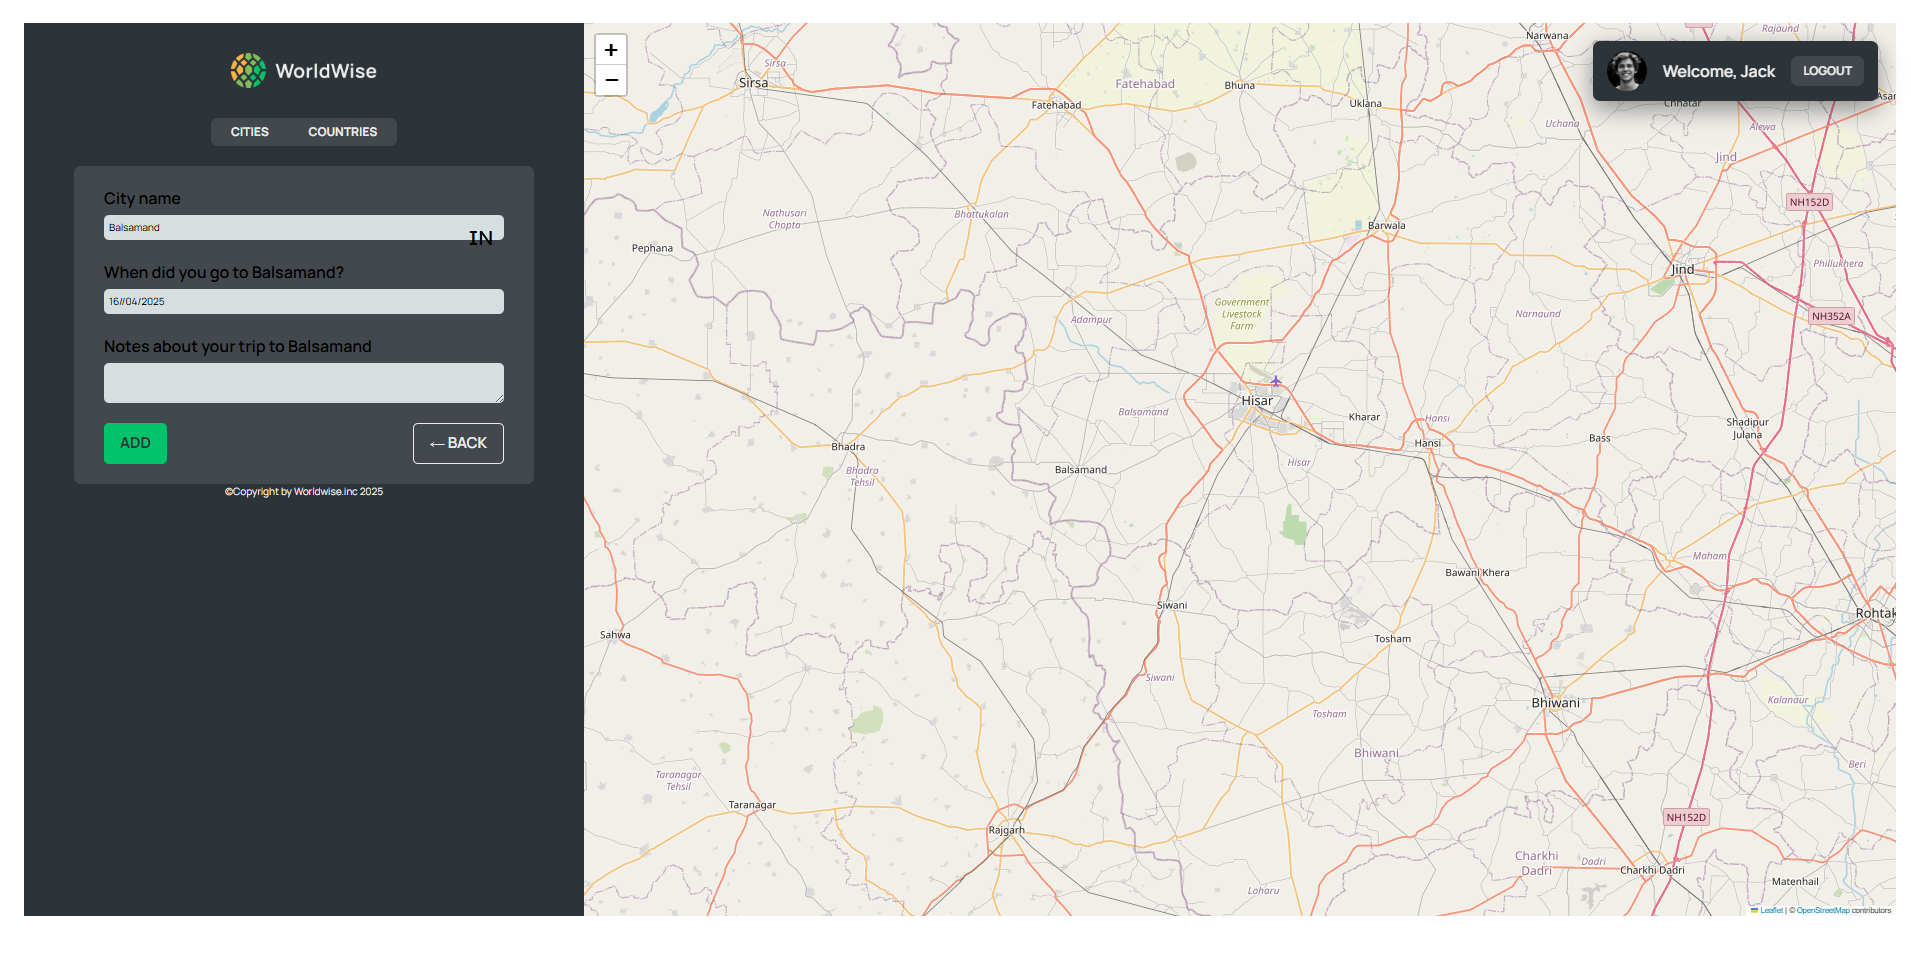 WorldWise
CITIES
COUNTRIES
City name
Balsamand
IN
When did you go to Balsamand?
16//04/2025
Notes about your trip to Balsamand
ADD
← BACK
©Copyright by Worldwise.inc 2025
+
−
Welcome, Jack
LOGOUT
Narwana
Rajaund
Sirsa
Sirsa
Fatehabad
Fatehabad
Bhuna
Uklana
Chhatar
Uchana
Alewa
Jind
NH152D
Nathusari
Chopta
Bhattukalan
Pephana
Barwala
Jind
Phillukhera
Government
Livestock
Farm
Adampur
Narnaund
NH352A
Hisar
Balsamand
Kharar
Hansi
Hansi
Bass
Shadipur
Julana
Bhadra
Bhadra
Tehsil
Balsamand
Hisar
Maham
Bawani Khera
Siwani
Rohtak
Sahwa
Tosham
Siwani
Bhiwani
Kalanaur
Tosham
Bhiwani
Beri
Taranagar
Tehsil
Taranagar
NH152D
Rajgarh
Charkhi
Dadri
Dadri
Charkhi Dadri
Matenhail
Loharu
Leaflet | © OpenStreetMap contributors